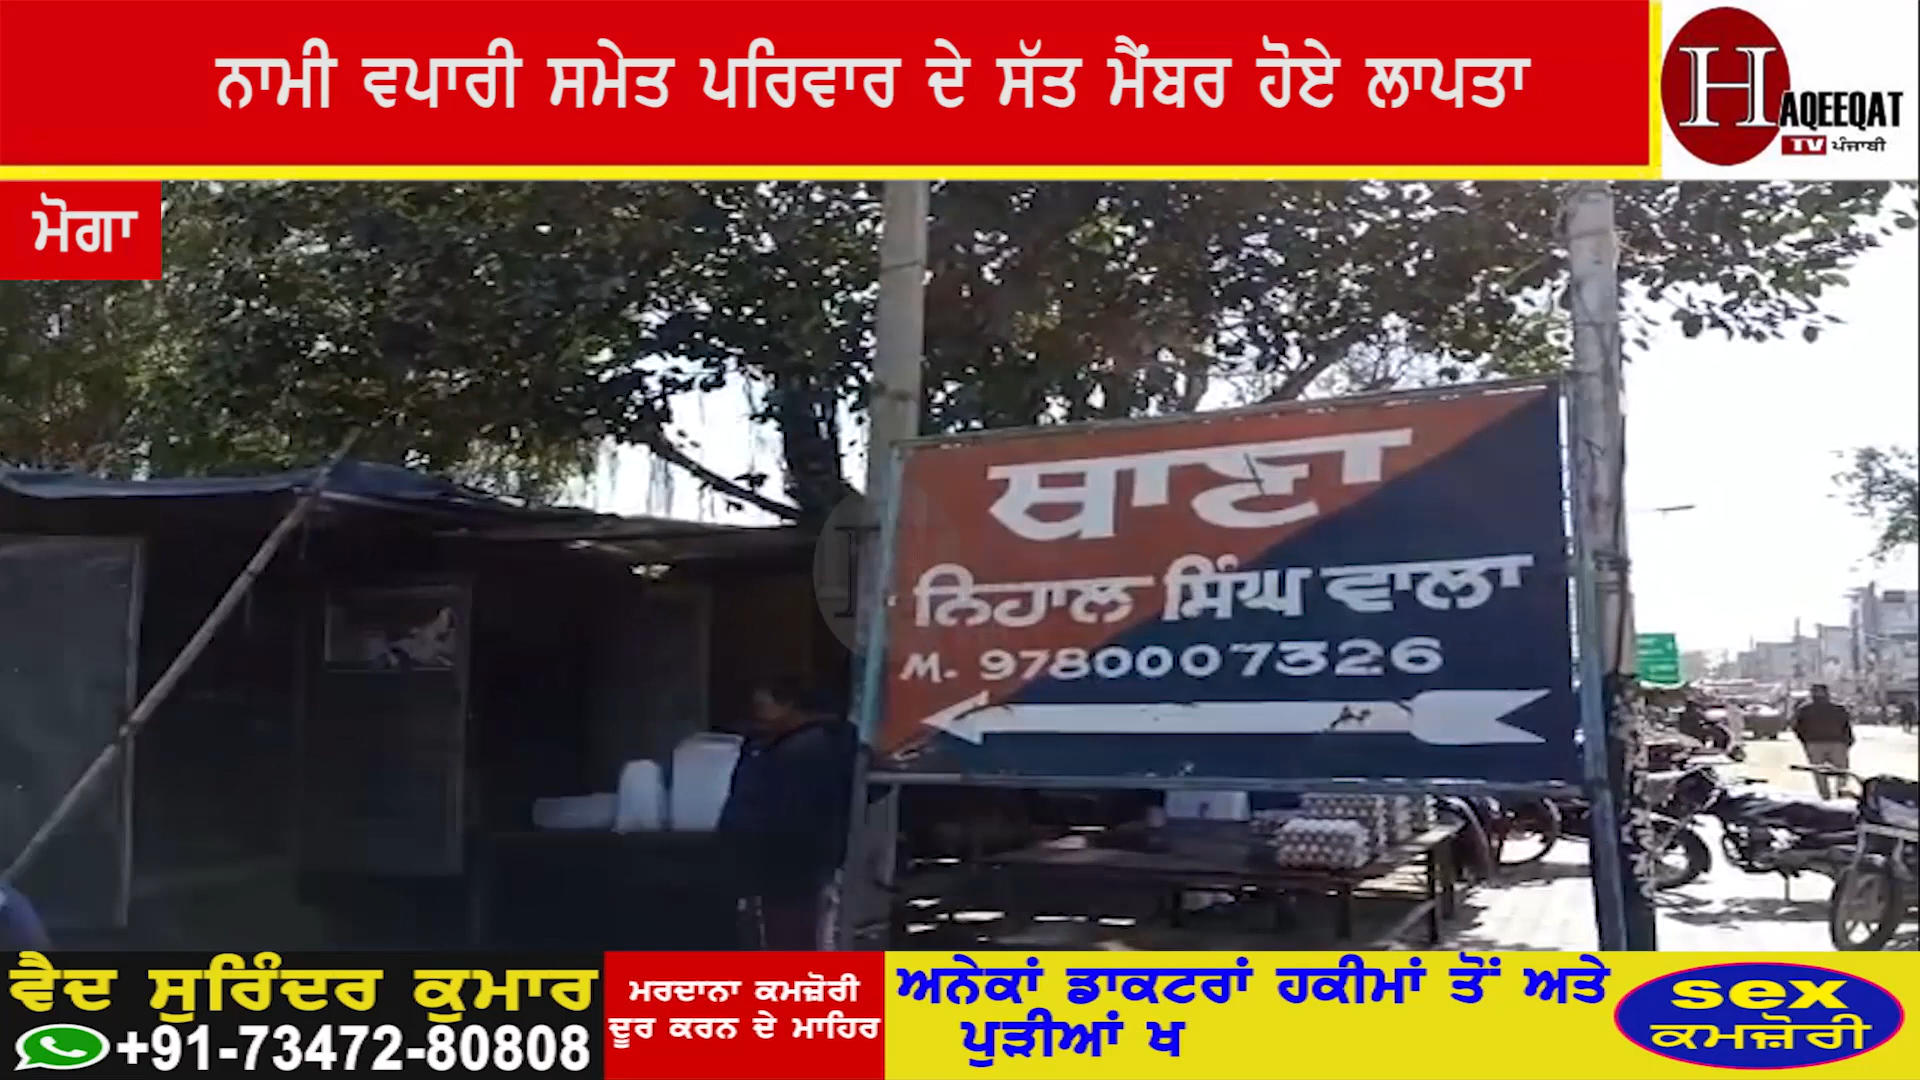 ਨਾਮੀ ਵਪਾਰੀ ਸਮੇਤ ਪਰਿਵਾਰ ਦੇ ਸੱਤ ਮੈਂਬਰ ਹੋਏ ਲਾਪਤਾ
HAQEEQAT
TV ਪੰਜਾਬੀ
ਮੋਗਾ
ਥਾਣਾ
ਨਿਹਾਲ ਸਿੰਘ ਵਾਲਾ
M. 9780007326
ਵੈਦ ਸੁਰਿੰਦਰ ਕੁਮਾਰ
+91-73472-80808
ਮਰਦਾਨਾ ਕਮਜ਼ੋਰੀ
ਦੂਰ ਕਰਨ ਦੇ ਮਾਹਿਰ
ਅਨੇਕਾਂ ਡਾਕਟਰਾਂ ਹਕੀਮਾਂ ਤੋਂ ਅਤੇ
ਪੁੜੀਆਂ ਖ
sex
ਕਮਜ਼ੋਰੀ